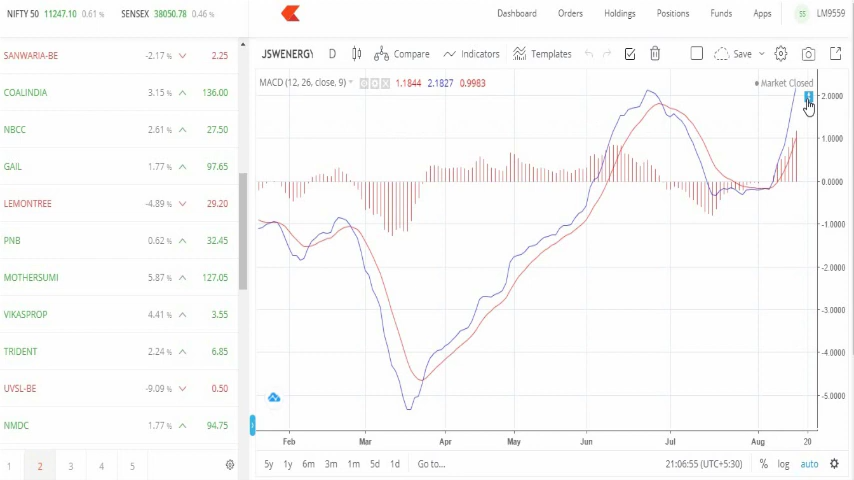 NIFTY 50 11247.10 0.61 % SENSEX 38050.78 0.46 % Dashboard Orders Holdings Positions Funds Apps SS LM9559
SANWARIA-BE -2.17 % 2.25
COALINDIA 3.15 % 136.00
NBCC 2.61 % 27.50
GAIL 1.77 % 97.65
LEMONTREE -4.89 % 29.20
PNB 0.62 % 32.45
MOTHERSUMI 5.87 % 127.05
VIKASPROP 4.41 % 3.55
TRIDENT 2.24 % 6.85
UVSL-BE -9.09 % 0.50
NMDC 1.77 % 94.75
1 2 3 4 5
JSWENERGY D Compare Indicators Templates Save
MACD (12, 26, close, 9) 1.1844 2.1827 0.9983 Market Closed
2.0000
1.0000
0.0000
-1.0000
-2.0000
-3.0000
-4.0000
-5.0000
Feb Mar Apr May Jun Jul Aug 20
5y 1y 6m 3m 1m 5d 1d Go to... 21:06:55 (UTC+5:30) % log auto